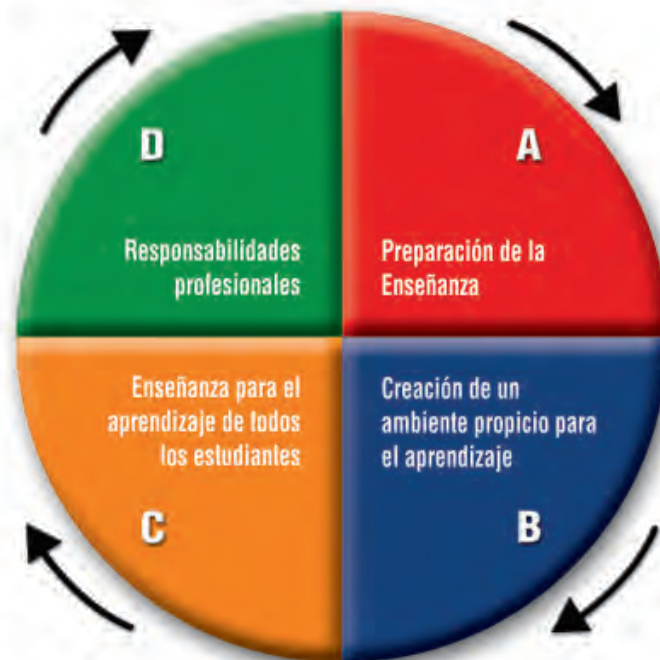 D
Responsabilidades
profesionales
A
Preparación de la
Enseñanza
Enseñanza para el
aprendizaje de todos
los estudiantes
C
Creación de un
ambiente propicio para
el aprendizaje
B